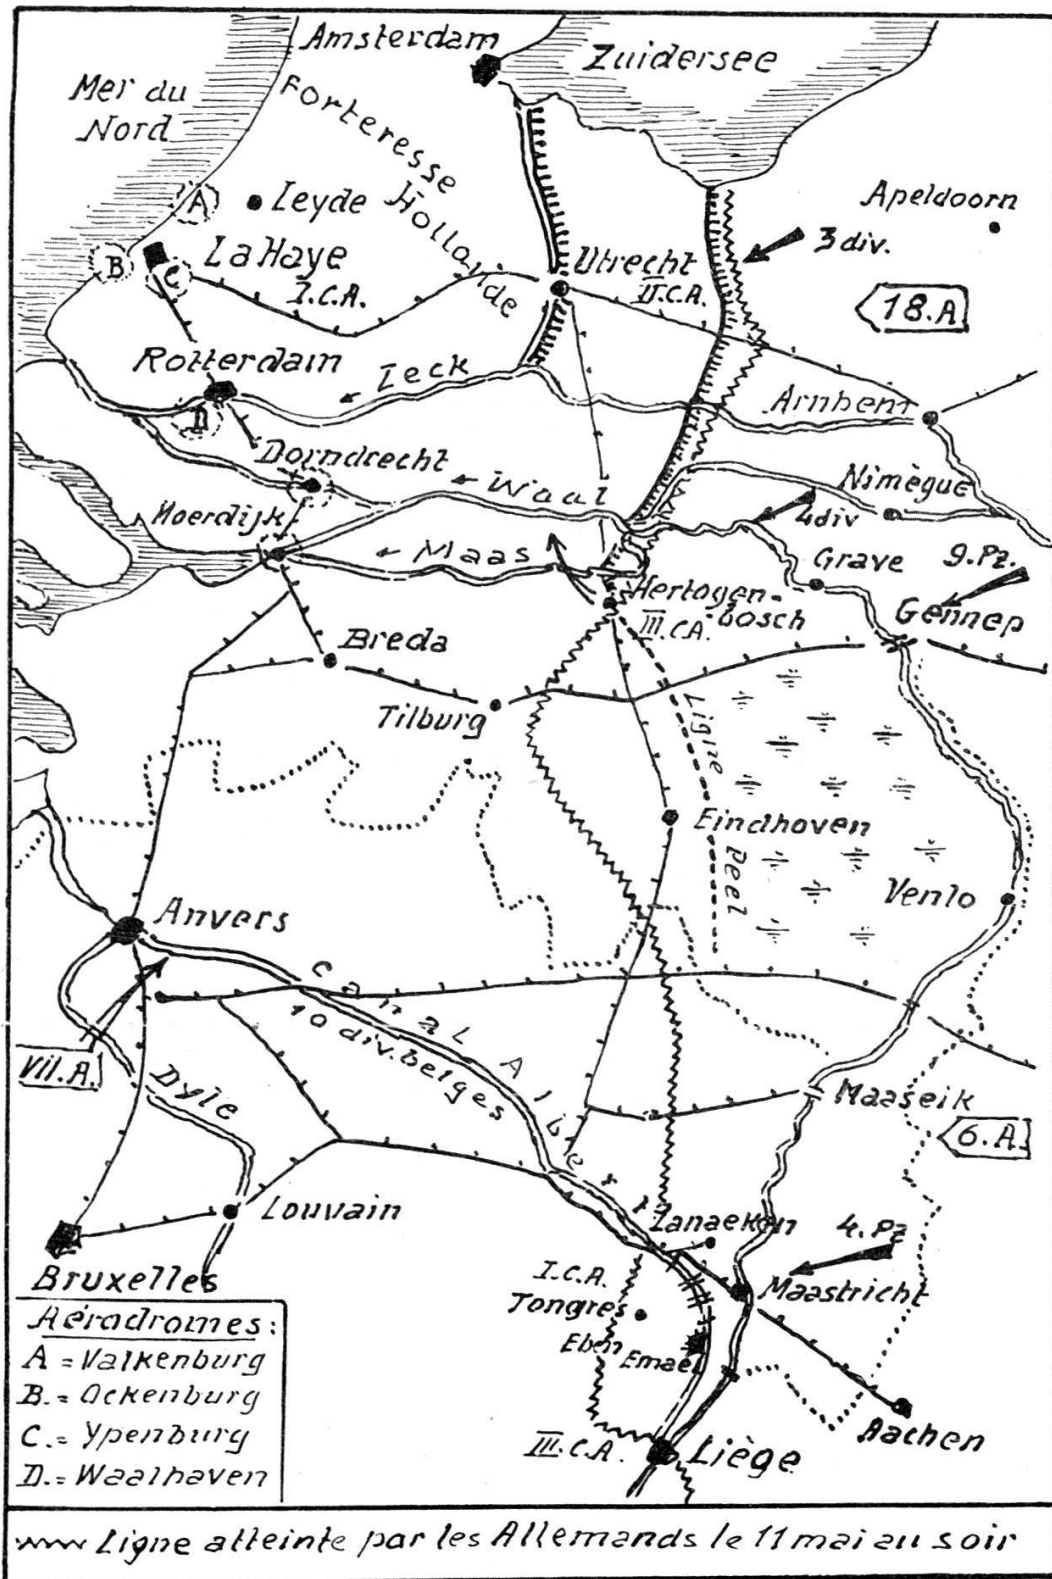 Amsterdam
Zuidersee
Mer du
Nord
Forteresse
Hollande
A
Leyde
Apeldoorn
3 div.
B
C
La Haye
I.C.A.
Utrecht
II.C.A.
18.A
Rotterdam
Leck
D
Arnhem
Dorndrecht
Waal
Nimègue
4 div
Moerdijk
Maas
Grave
9.Pz.
Hertogen-
bosch
III.C.A.
Gennep
Breda
Tilburg
Ligne
Peel
Eindhoven
Venlo
Anvers
Canal Albert
10 div. belges
VII.A.
Dyle
Maaseik
6.A.
Louvain
Lanaeken
4.Pz
Bruxelles
I.C.A.
Tongres
Maastricht
Eben Emael
Aachen
III.C.A.
Liège
Aérodromes:
A = Valkenburg
B. = Ockenburg
C. = Ypenburg
D. = Waalhaven
Ligne atteinte par les Allemands le 11 mai au soir